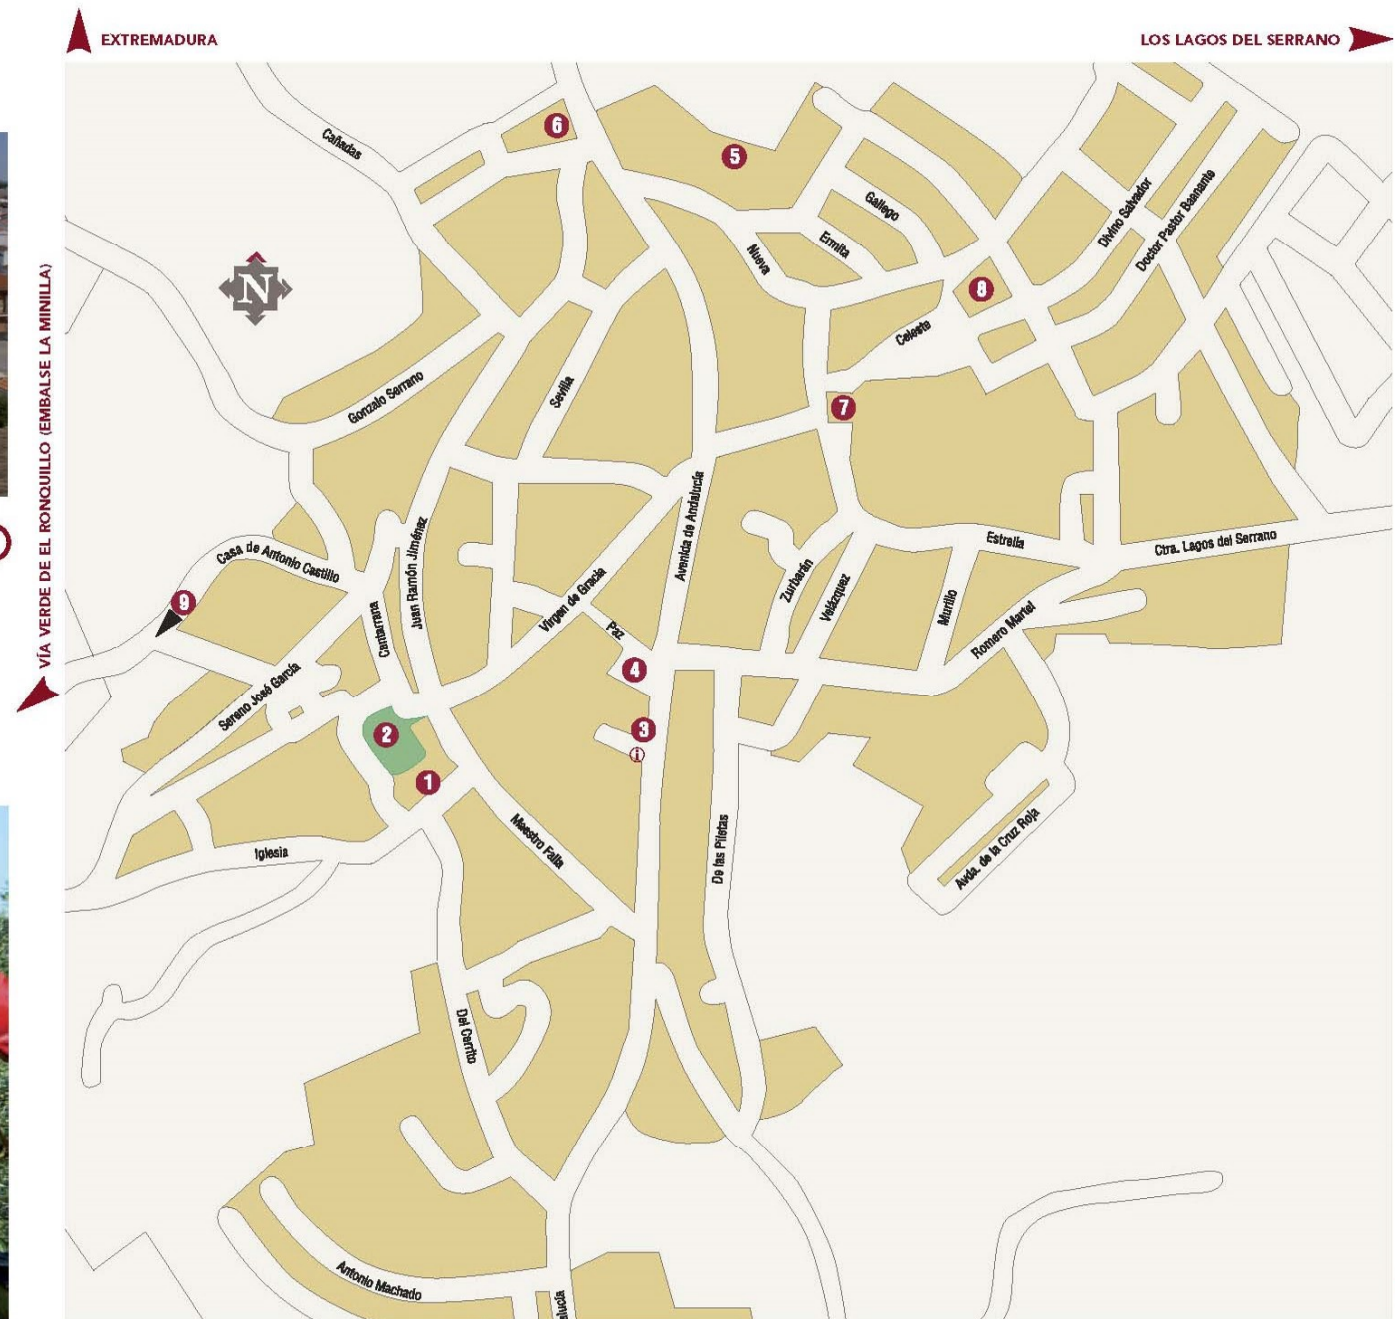 EXTREMADURA
LOS LAGOS DEL SERRANO
VÍA VERDE DE EL RONQUILLO (EMBALSE LA MINILLA)
Cañadas
6
5
Gallego
Divino Salvador
Doctor Pastor Basnante
Ermita
Nueva
N
8
Celeste
Gonzalo Serrano
Sevilla
7
Avenida de Andalucía
Casa de Antonio Castillo
Juan Ramón Jiménez
Estrella
Ctra. Lagos del Serrano
Zurbarán
Velázquez
Murillo
Romero Martel
9
Cantarrana
Virgen de Gracia
Paz
4
Sereno José García
2
3
i
1
Maestro Falla
De las Piletas
Avda. de la Cruz Roja
Iglesia
Del Cerrito
Antonio Machado
alucía